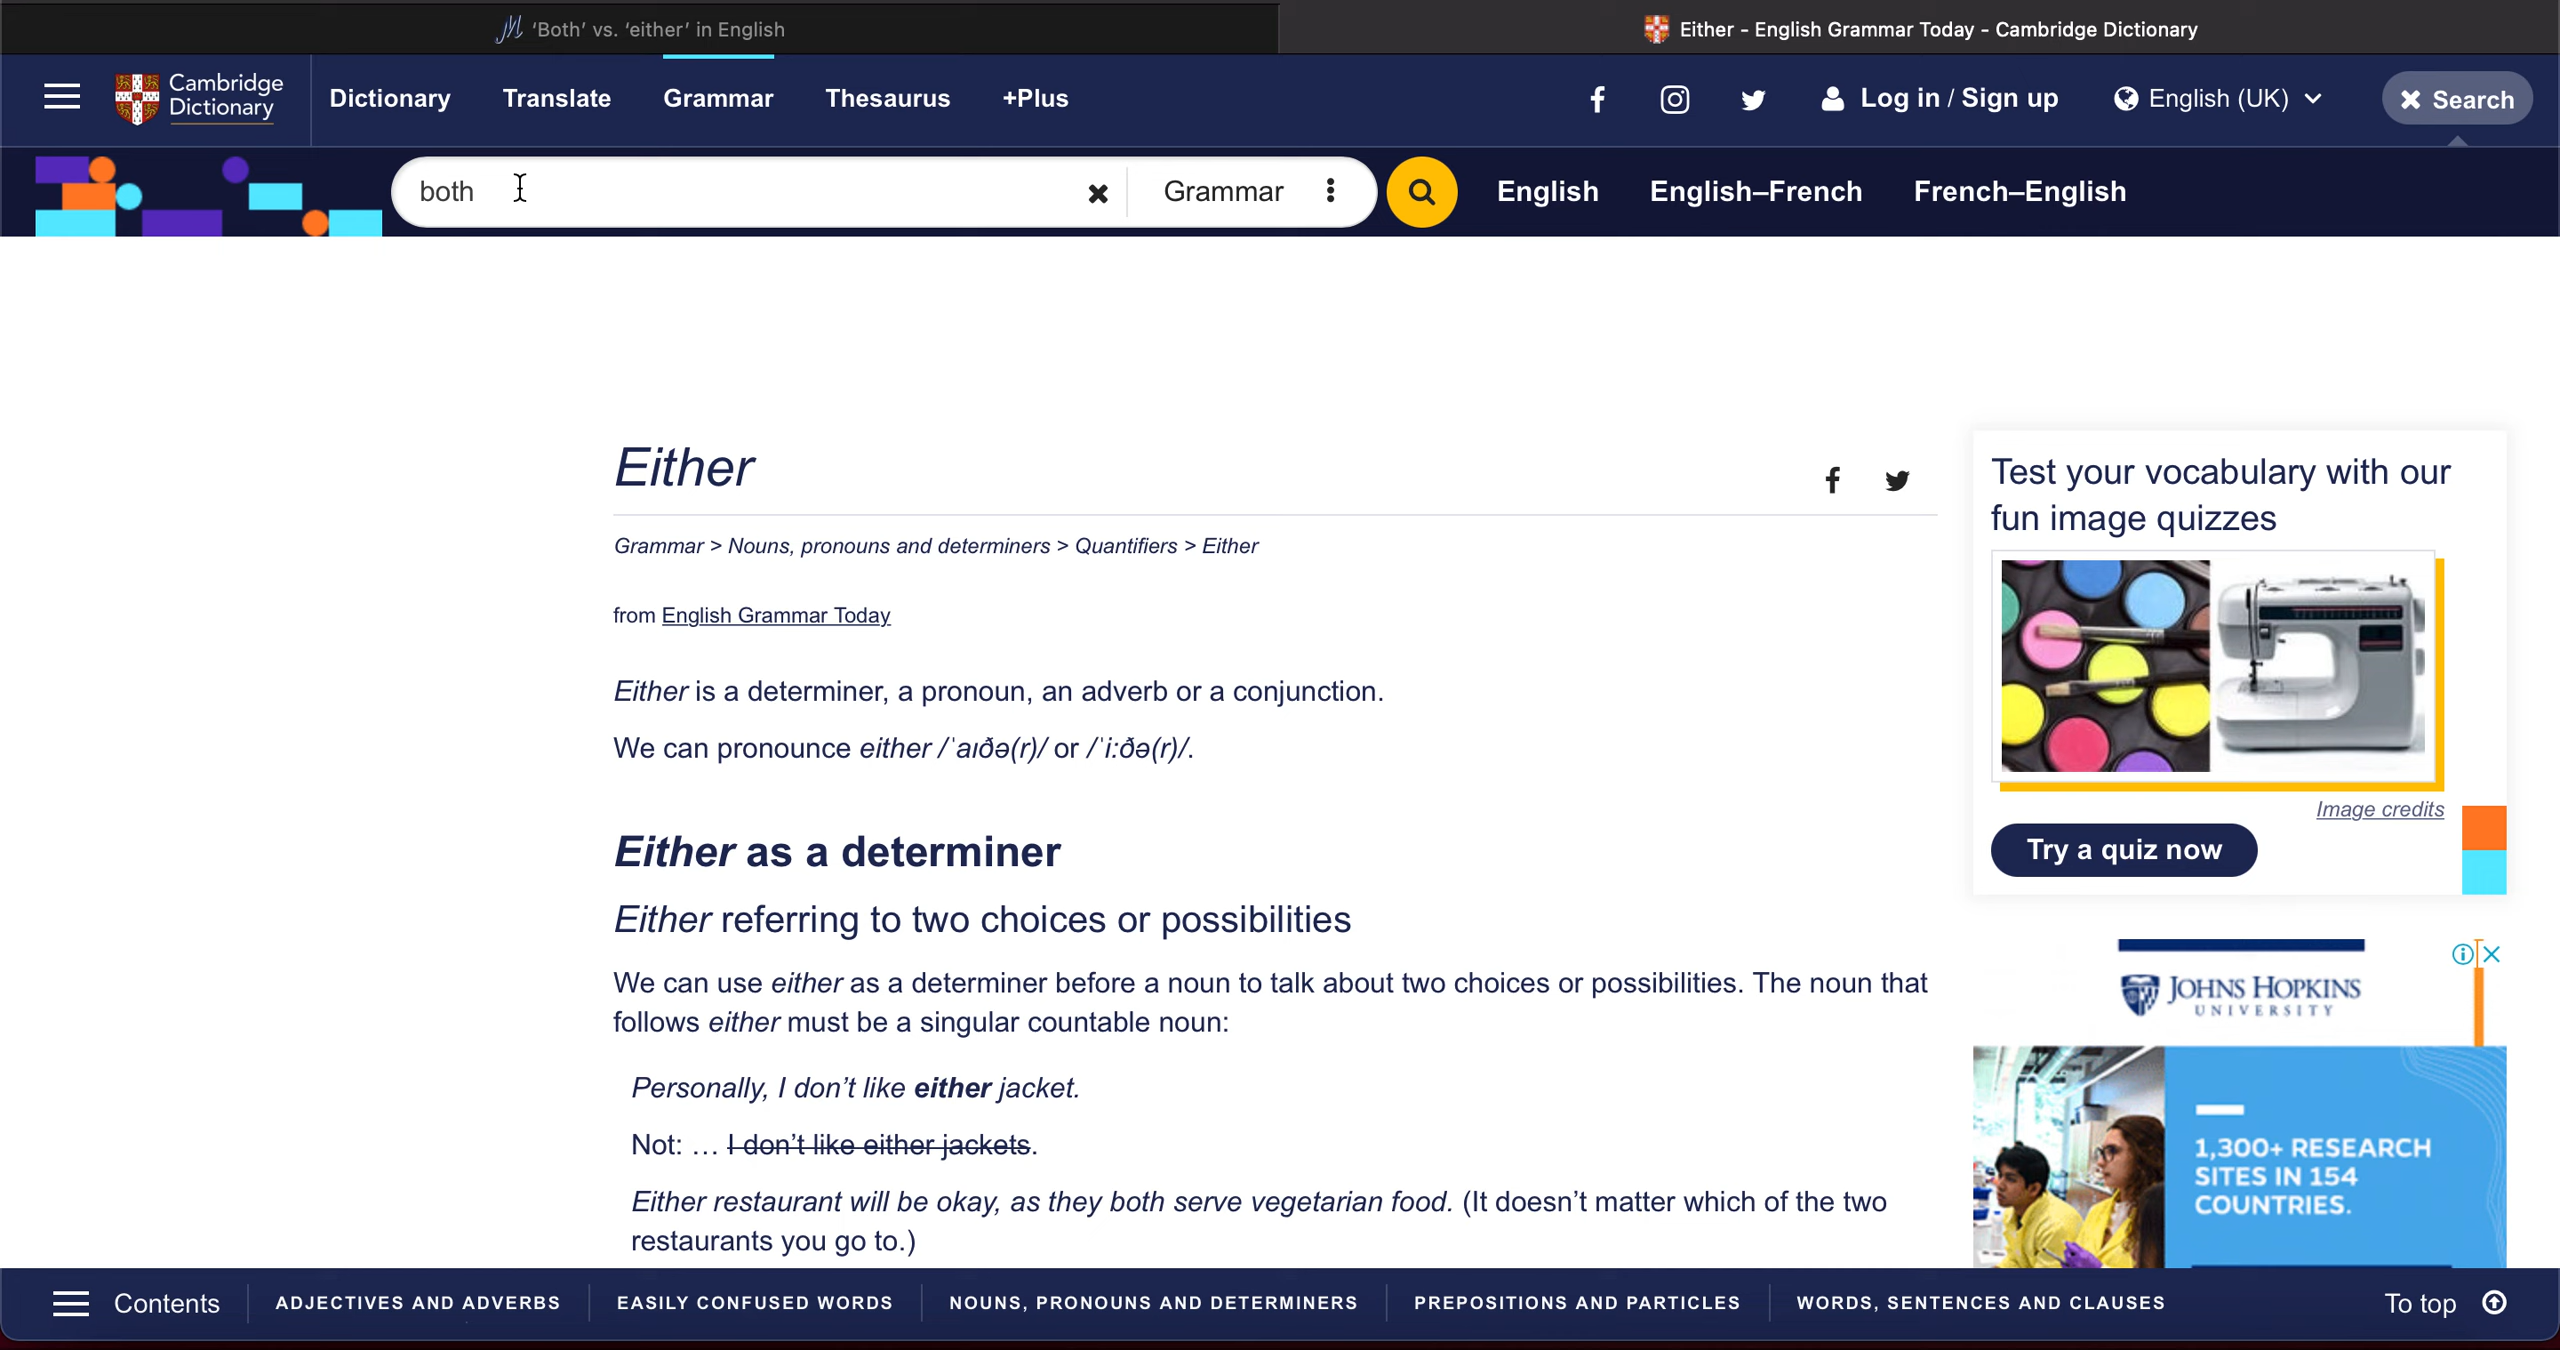 ‘Both’ vs. ‘either’ in English
Either - English Grammar Today - Cambridge Dictionary
Cambridge
Dictionary
Dictionary
Translate
Grammar
Thesaurus
+Plus
Log in / Sign up
English (UK)
Search
both
Grammar
English
English–French
French–English
Either
Grammar > Nouns, pronouns and determiners > Quantifiers > Either
from English Grammar Today
Either is a determiner, a pronoun, an adverb or a conjunction.
We can pronounce either /ˈaɪðə(r)/ or /ˈi:ðə(r)/.
Either as a determiner
Either referring to two choices or possibilities
We can use either as a determiner before a noun to talk about two choices or possibilities. The noun that
follows either must be a singular countable noun:
Personally, I don’t like either jacket.
Not: … I don’t like either jackets.
Either restaurant will be okay, as they both serve vegetarian food. (It doesn’t matter which of the two
restaurants you go to.)
Test your vocabulary with our
fun image quizzes
Image credits
Try a quiz now
JOHNS HOPKINS
UNIVERSITY
1,300+ RESEARCH
SITES IN 154
COUNTRIES.
Contents
ADJECTIVES AND ADVERBS
EASILY CONFUSED WORDS
NOUNS, PRONOUNS AND DETERMINERS
PREPOSITIONS AND PARTICLES
WORDS, SENTENCES AND CLAUSES
To top